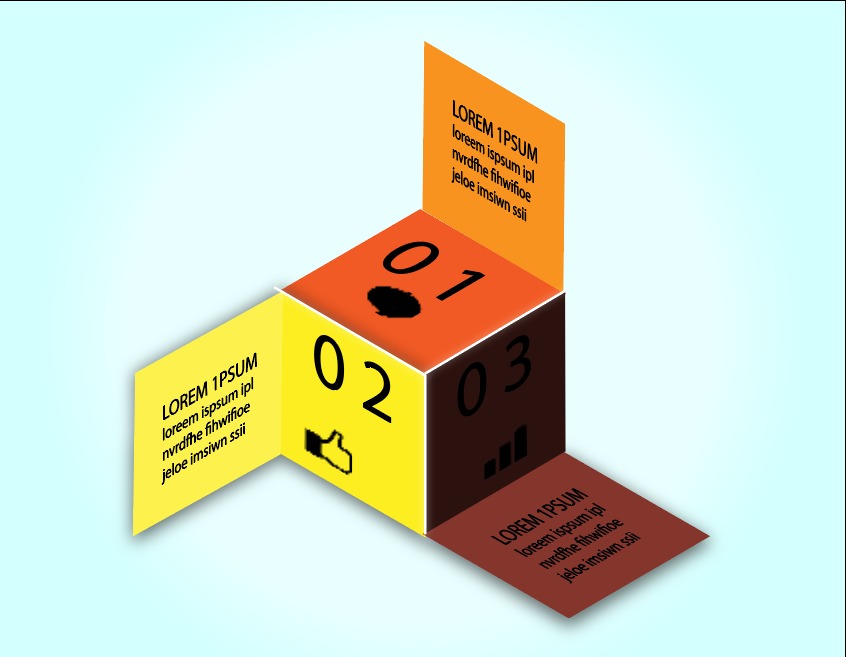 LOREM 1PSUM
loreem ispsum ipl
nvrdfhe fihwifioe
jeloe imsiwn ssii
01
02
03
LOREM 1PSUM
loreem ispsum ipl
nvrdfhe fihwifioe
jeloe imsiwn ssii
LOREM 1PSUM
loreem ispsum ipl
nvrdfhe fihwifioe
jeloe imsiwn ssii